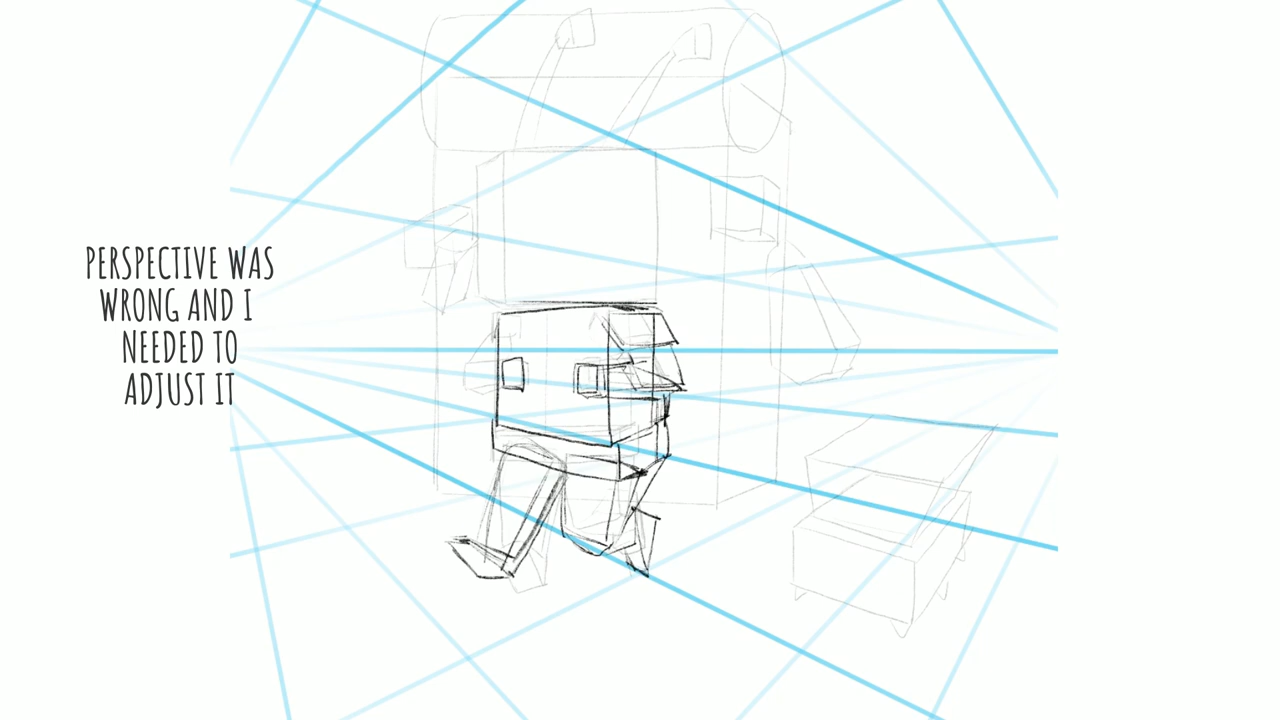 PERSPECTIVE WAS
WRONG AND I
NEEDED TO
ADJUST IT